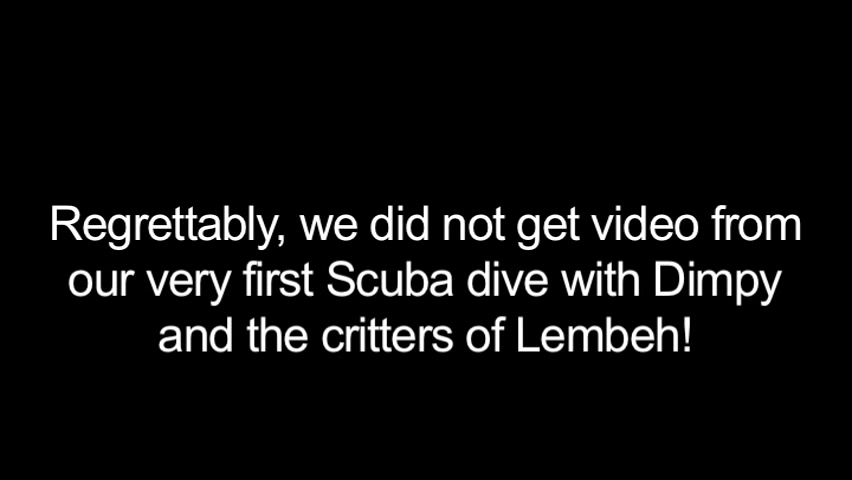 Regrettably, we did not get video from
our very first Scuba dive with Dimpy
and the critters of Lembeh!